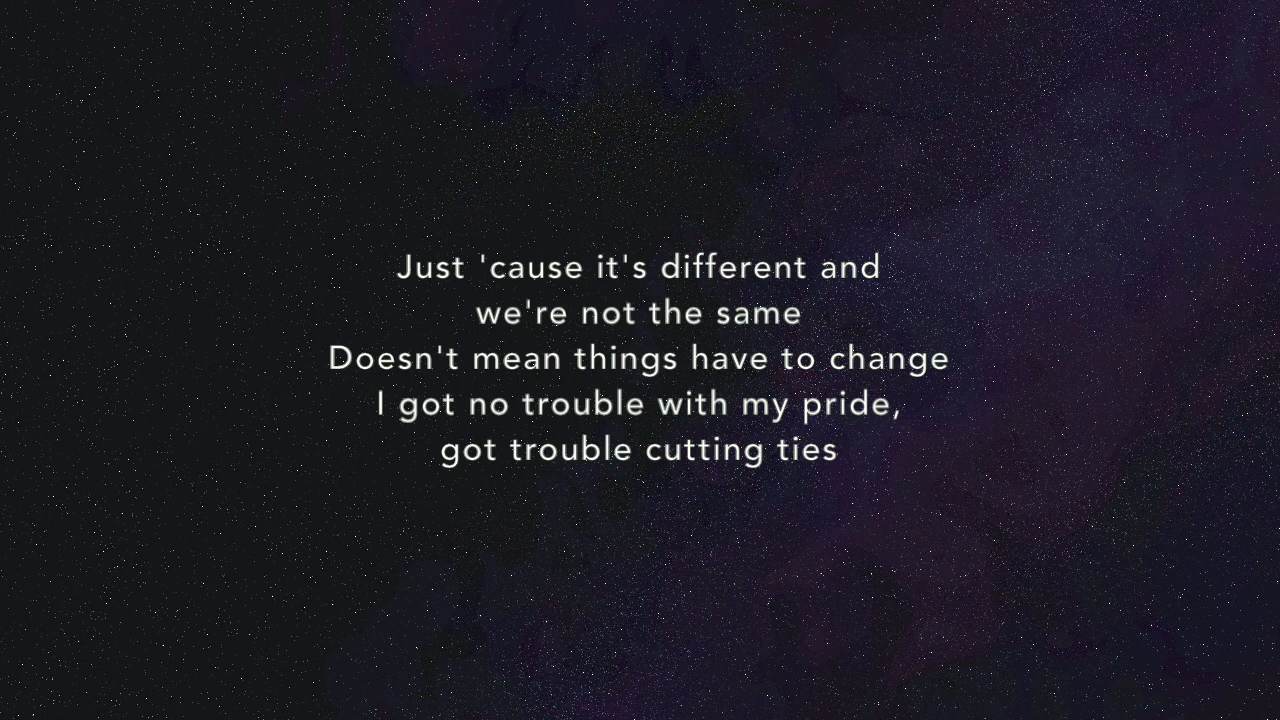 Just 'cause it's different and
we're not the same
Doesn't mean things have to change
I got no trouble with my pride,
got trouble cutting ties